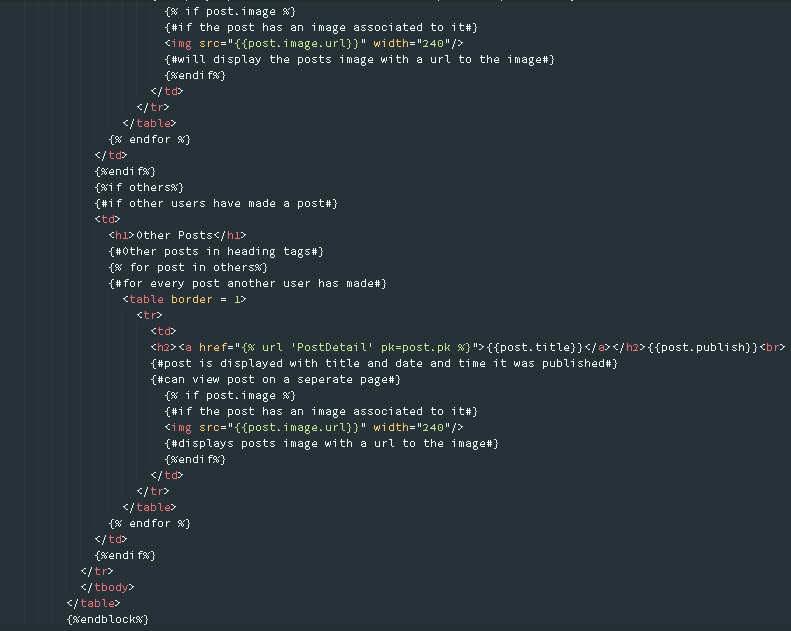 {% if post.image %}
{#if the post has an image associated to it#}
<img src="{{post.image.url}}" width="240"/>
{#will display the posts image with a url to the image#}
{%endif%}
</td>
</tr>
</table>
{% endfor %}
</td>
{%endif%}
{%if others%}
{#if other users have made a post#}
<td>
<h1>Other Posts</h1>
{#Other posts in heading tags#}
{% for post in others%}
{#for every post another user has made#}
<table border = 1>
<tr>
<td>
<h2><a href="{% url 'PostDetail' pk=post.pk %}">{{post.title}}</a></h2>{{post.publish}}<br>
{#post is displayed with title and date and time it was published#}
{#can view post on a seperate page#}
{% if post.image %}
{#if the post has an image associated to it#}
<img src="{{post.image.url}}" width="240"/>
{#displays posts image with a url to the image#}
{%endif%}
</td>
</tr>
</table>
{% endfor %}
</td>
{%endif%}
</tr>
</tbody>
</table>
{%endblock%}